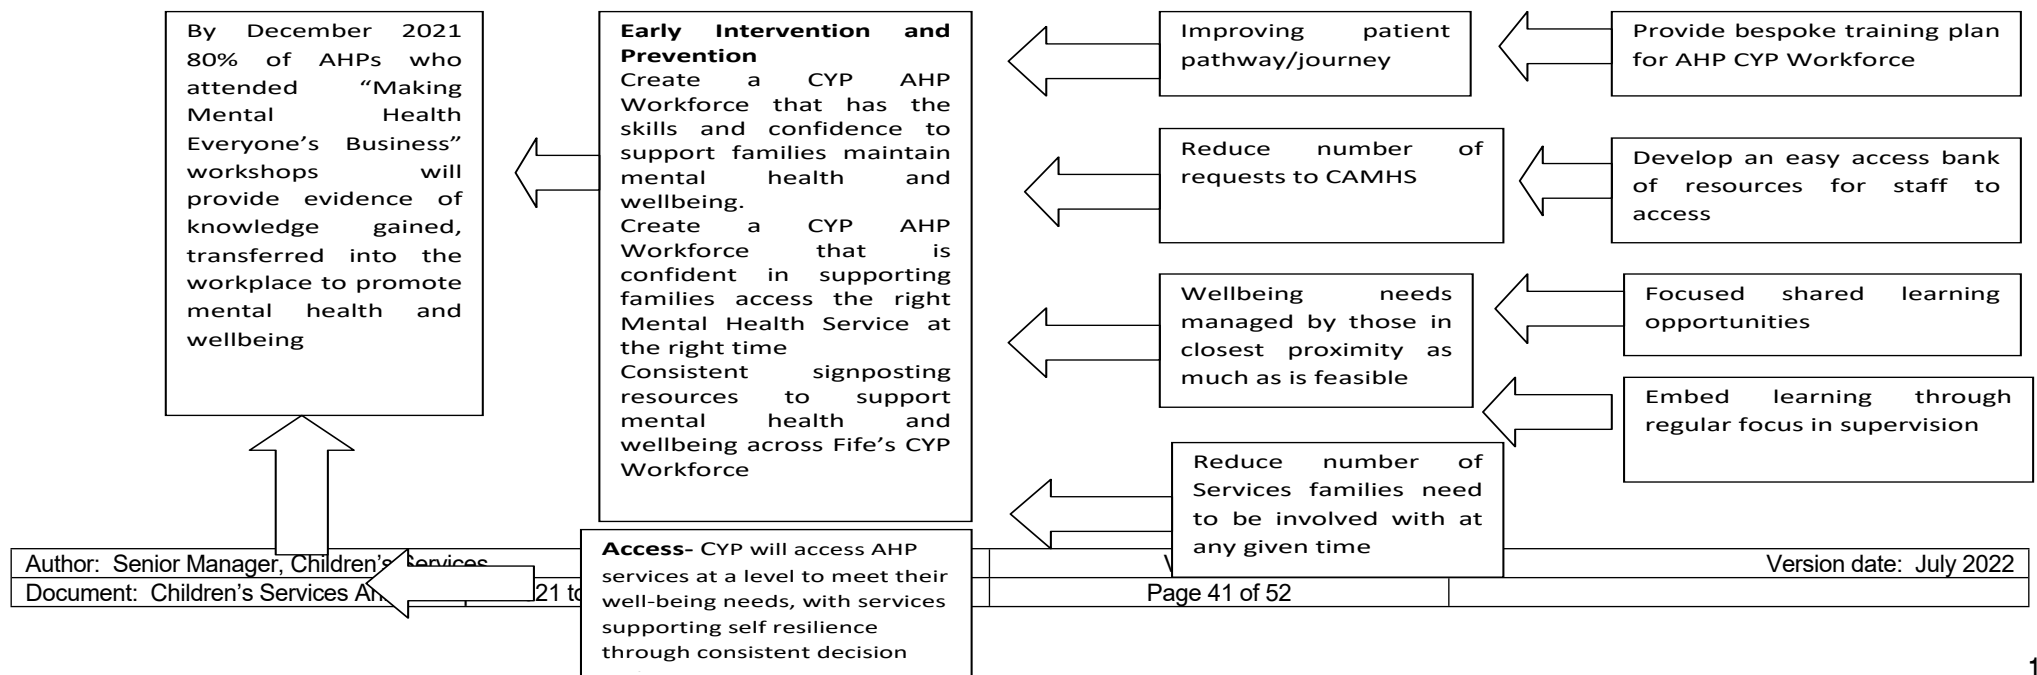 By December 2021
80% of AHPs who
attended “Making
Mental Health
Everyone’s Business”
workshops will
provide evidence of
knowledge gained,
transferred into the
workplace to promote
mental health and
wellbeing
Early Intervention and
Prevention
Create a CYP AHP
Workforce that has the
skills and confidence to
support families maintain
mental health and
wellbeing.
Create a CYP AHP
Workforce that is
confident in supporting
families access the right
Mental Health Service at
the right time
Consistent signposting
resources to support
mental health and
wellbeing across Fife’s CYP
Workforce
Improving patient
pathway/journey
Reduce number of
requests to CAMHS
Wellbeing needs
managed by those in
closest proximity as
much as is feasible
Reduce number of
Services families need
to be involved with at
any given time
Provide bespoke training plan
for AHP CYP Workforce
Develop an easy access bank
of resources for staff to
access
Focused shared learning
opportunities
Embed learning through
regular focus in supervision
Access- CYP will access AHP
services at a level to meet their
well-being needs, with services
supporting self resilience
through consistent decision
Author: Senior Manager, Children’s Services
Version date: July 2022
Document: Children’s Services
21
Page 41 of 52
1